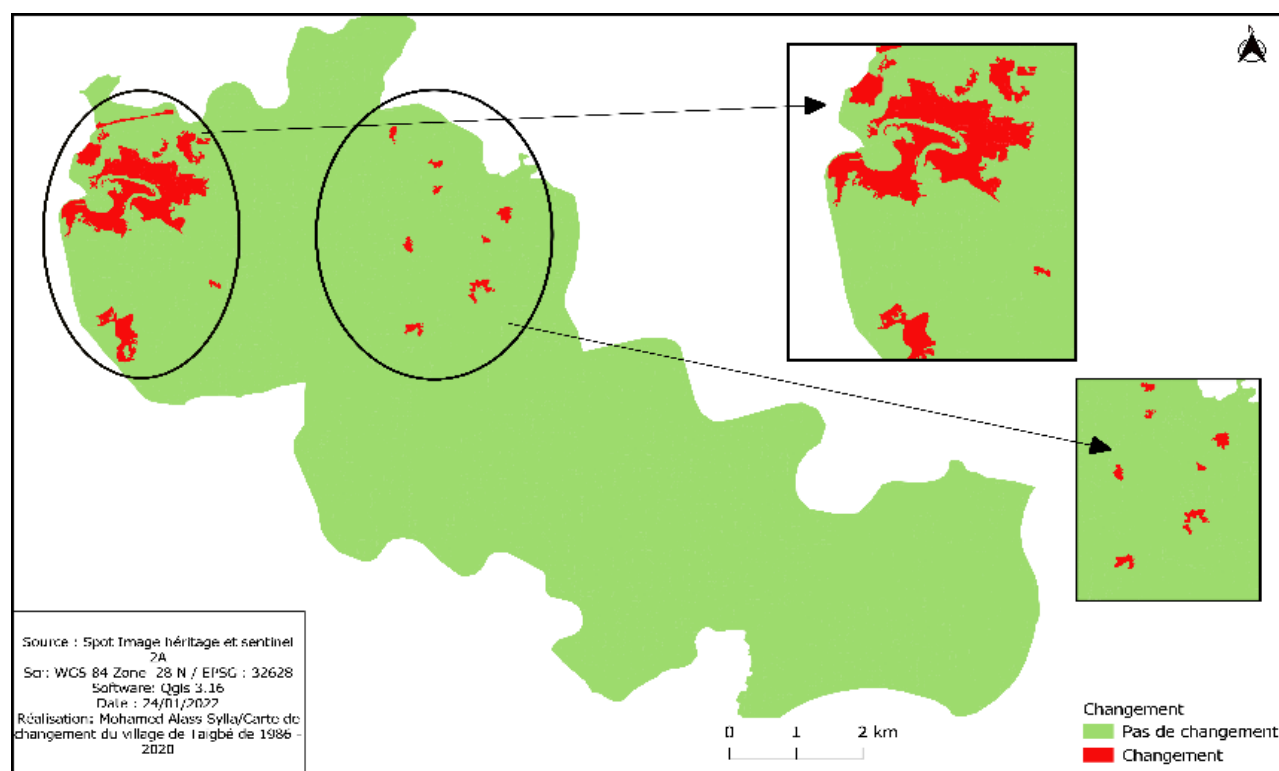 N
Source : Spot Image héritage et sentinel
2A
Scr: WGS 84 Zone 28 N / EPSG : 32628
Software: Qgis 3.16
Date : 24/01/2022
Réalisation: Mohamed Alass Sylla/Carte de
changement du village de Taigbé de 1986 -
2020
0 1 2 km
Changement
Pas de changement
Changement